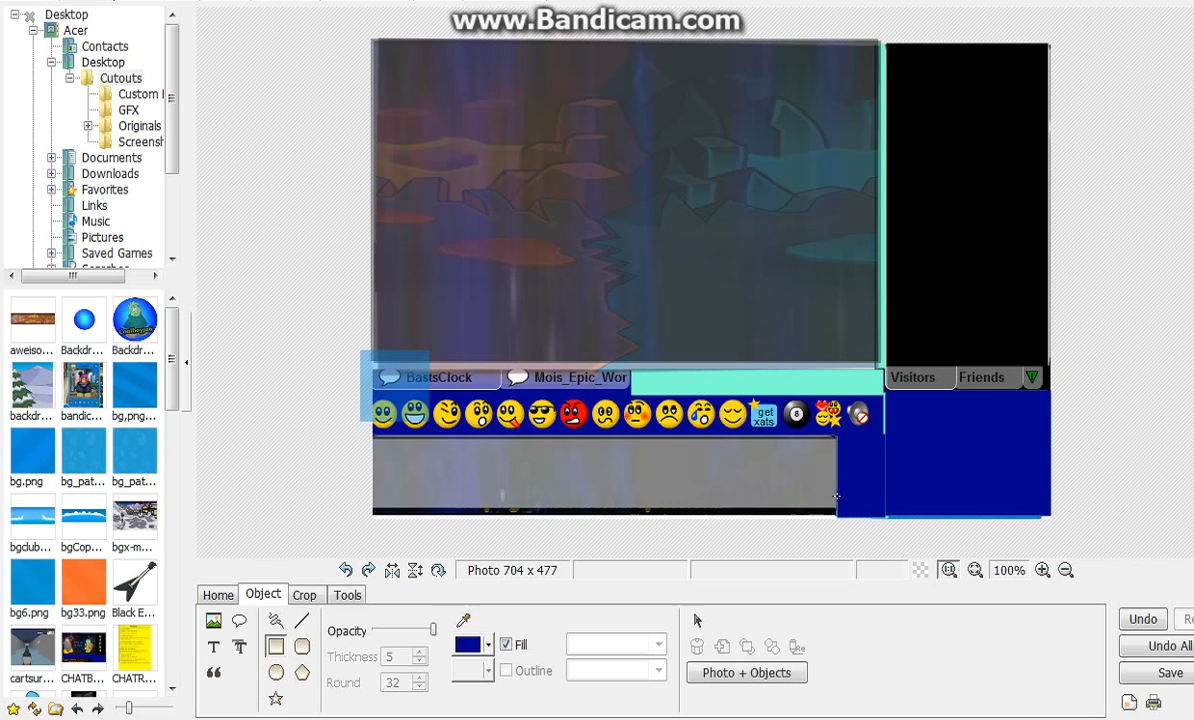 www.Bandicam.com
Desktop
Acer
Contacts
Desktop
Cutouts
Custom
GFX
Originals
Screensh
Documents
Downloads
Favorites
Links
Music
Pictures
Saved Games
aweiso...
Backdr...
Backdr...
backdr...
bandic...
bg,png...
bg.png
bg_pat...
bg_pat...
bgclub...
bgCop...
bgx-m...
bg6.png
bg33.png
Black E...
cartsur...
CHATB...
CHATR...
BastsClock
Mois_Epic_Wor
Visitors
Friends
get
xats
8
Photo 704 x 477
100%
Home
Object
Crop
Tools
Opacity
Thickness
5
Round
32
Fill
Outline
Photo + Objects
Undo
Re
Undo All
Save